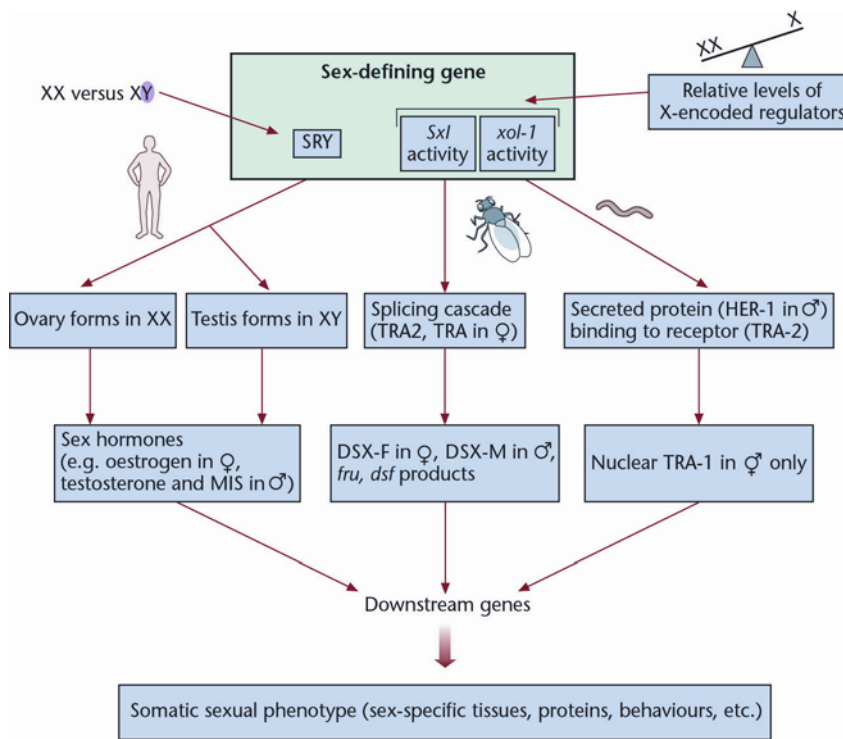 XX
X
Sex-defining gene
XX versus XY
Relative levels of
X-encoded regulators
SRY
Sxl
activity
xol-1
activity
Ovary forms in XX
Testis forms in XY
Splicing cascade
(TRA2, TRA in ♀)
Secreted protein (HER-1 in ♂)
binding to receptor (TRA-2)
Sex hormones
(e.g. oestrogen in ♀,
testosterone and MIS in ♂)
DSX-F in ♀, DSX-M in ♂,
fru, dsf products
Nuclear TRA-1 in ⚥ only
Downstream genes
Somatic sexual phenotype (sex-specific tissues, proteins, behaviours, etc.)